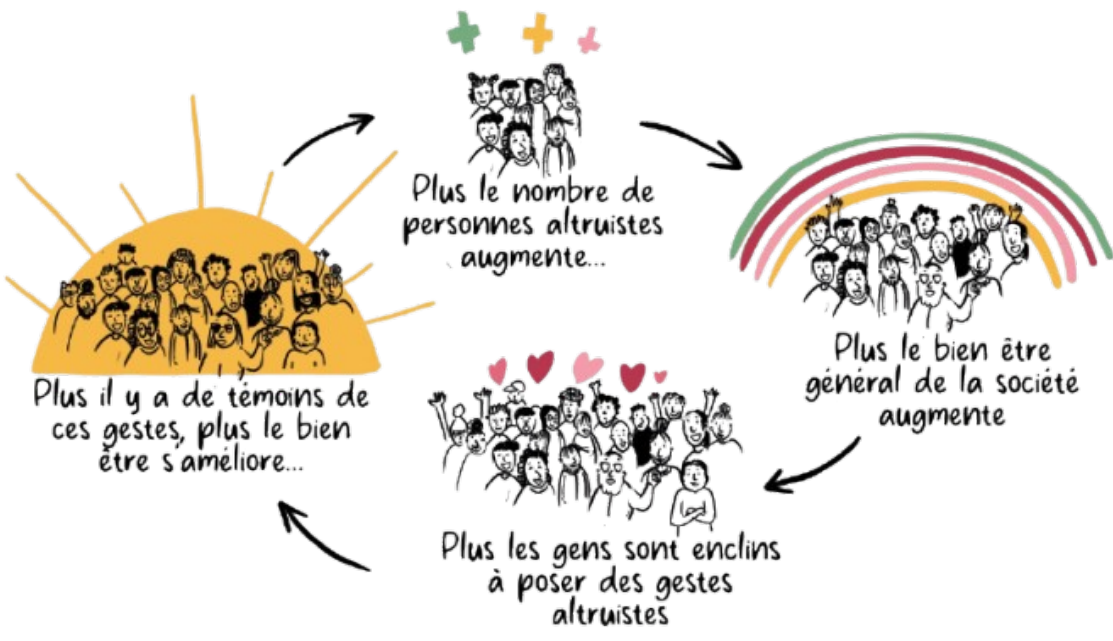 Plus le nombre de
personnes altruistes
augmente...
Plus le bien être
général de la société
augmente
Plus les gens sont enclins
à poser des gestes
altruistes
Plus il y a de témoins de
ces gestes, plus le bien
être s'améliore...